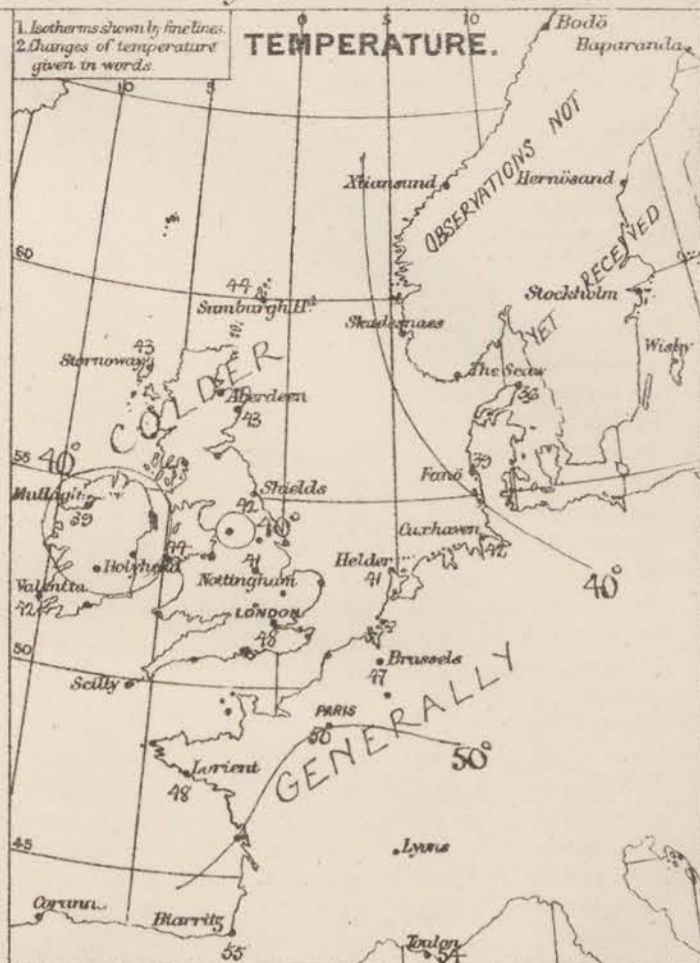 1. Isotherms shown by fine lines.
2. Changes of temperature
given in words.
TEMPERATURE.
10
5
0
5
10
Bodö
Haparanda
OBSERVATIONS NOT
YET RECEIVED
Xtiansund
Hernösand
60
44
Sumburgh Hd.
Stockholm
Skudesnaes
Wisby
43
Stornoway
COLDER
The Scaw
38
Aberdeen
43
55
40°
39
Fanö
Mullaghmore
39
Shields
42
40°
Cuxhaven
42
Holyhead
44
41
Nottingham
Helder
41
40°
Valentia
42
LONDON
48
50
Scilly
Brussels
47
GENERALLY
PARIS
50°
Lorient
48
45
Lyons
Corunna
Biarritz
55
Toulon
54